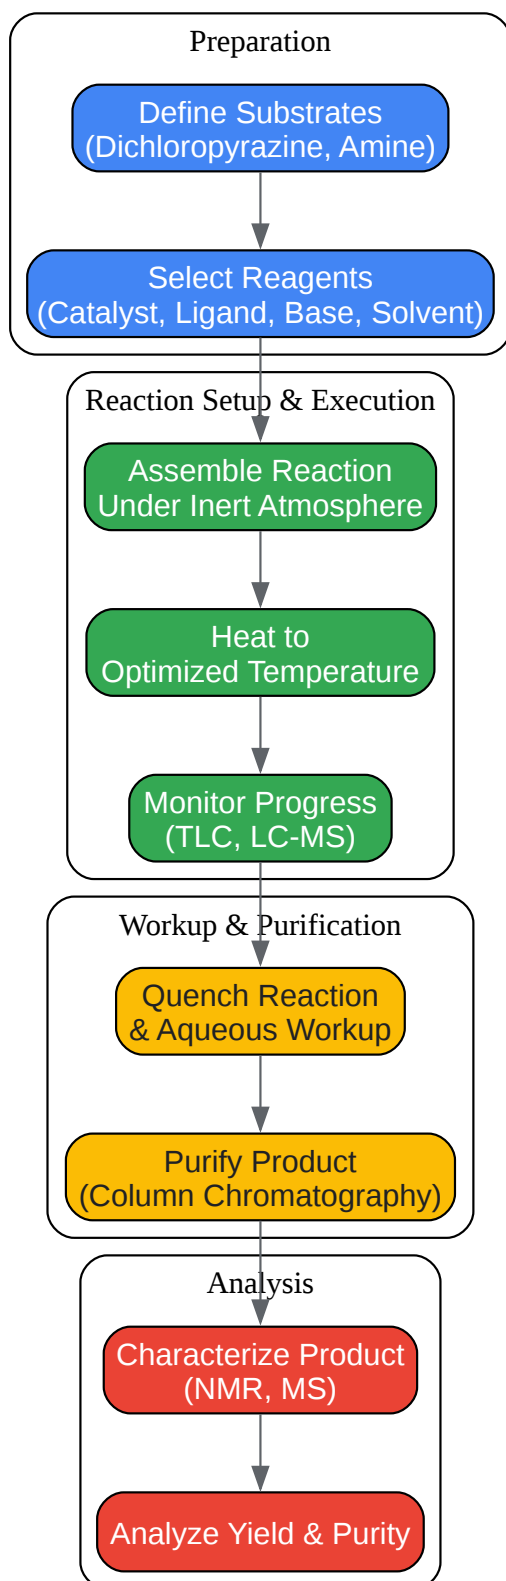 Preparation
Define Substrates
(Dichloropyrazine, Amine)
Select Reagents
(Catalyst, Ligand, Base, Solvent)
Reaction Setup & Execution
Assemble Reaction
Under Inert Atmosphere
Heat to
Optimized Temperature
Monitor Progress
(TLC, LC-MS)
Workup & Purification
Quench Reaction
& Aqueous Workup
Purify Product
(Column Chromatography)
Analysis
Characterize Product
(NMR, MS)
Analyze Yield & Purity